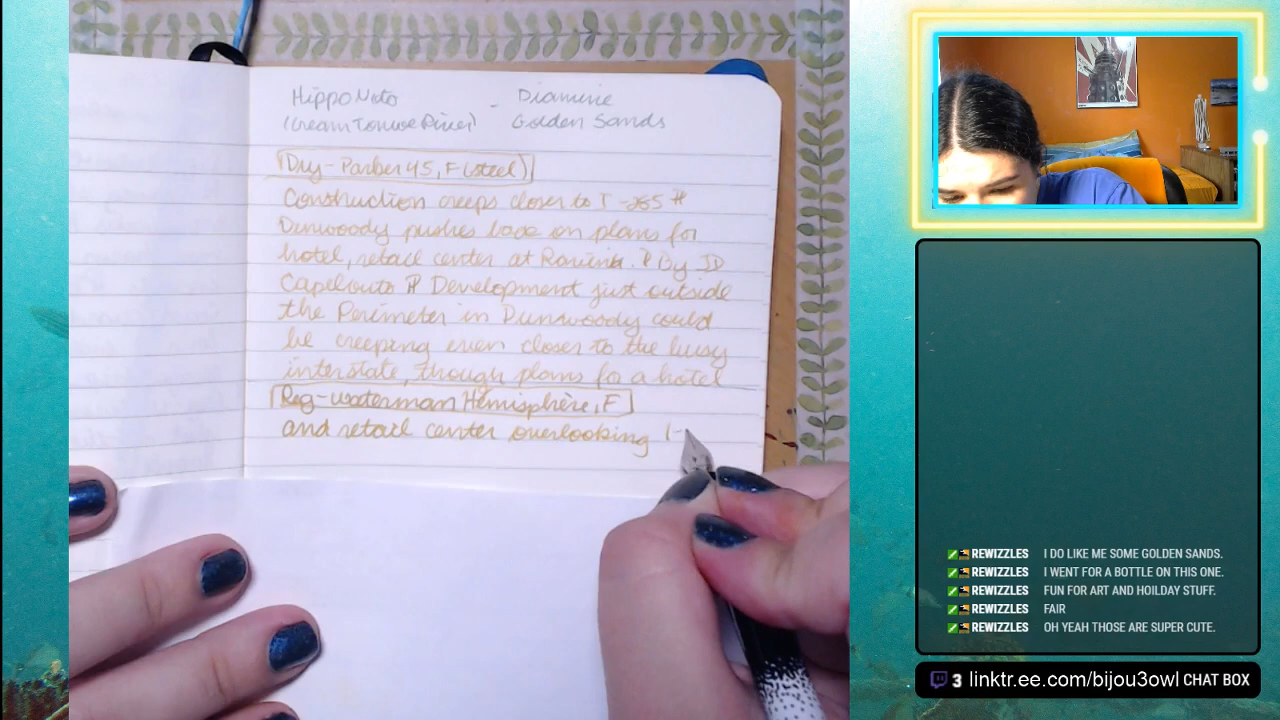 Hippo Noto
(Cream Tomoe River)
- Diamine
Golden Sands
Dry - Parker 45, F (steel)
Construction creeps closer to I-285 ¶
Dunwoody pushes back on plans for
hotel, retail center at Ravinia. ¶ By JD
Capelouto ¶ Development just outside
the Perimeter in Dunwoody could
be creeping even closer to the busy
interstate, though plans for a hotel
Reg - Waterman Hémisphère, F
and retail center overlooking I-
REWIZZLES I DO LIKE ME SOME GOLDEN SANDS.
REWIZZLES I WENT FOR A BOTTLE ON THIS ONE.
REWIZZLES FUN FOR ART AND HOILDAY STUFF.
REWIZZLES FAIR
REWIZZLES OH YEAH THOSE ARE SUPER CUTE.
3 linktr.ee.com/bijou3owl CHAT BOX